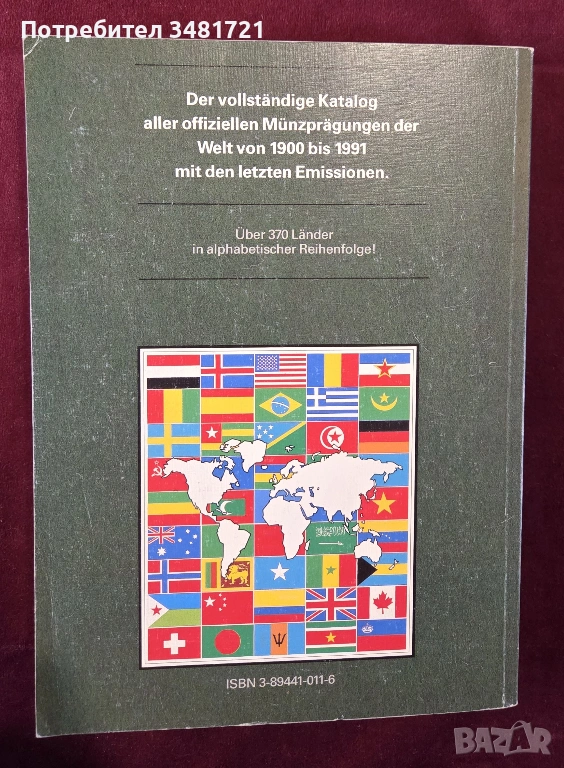 Потребител 3481721
Der vollständige Katalog
aller offiziellen Münzprägungen der
Welt von 1900 bis 1991
mit den letzten Emissionen.
Über 370 Länder
in alphabetischer Reihenfolge!
ISBN 3-89441-011-6
BAZAR